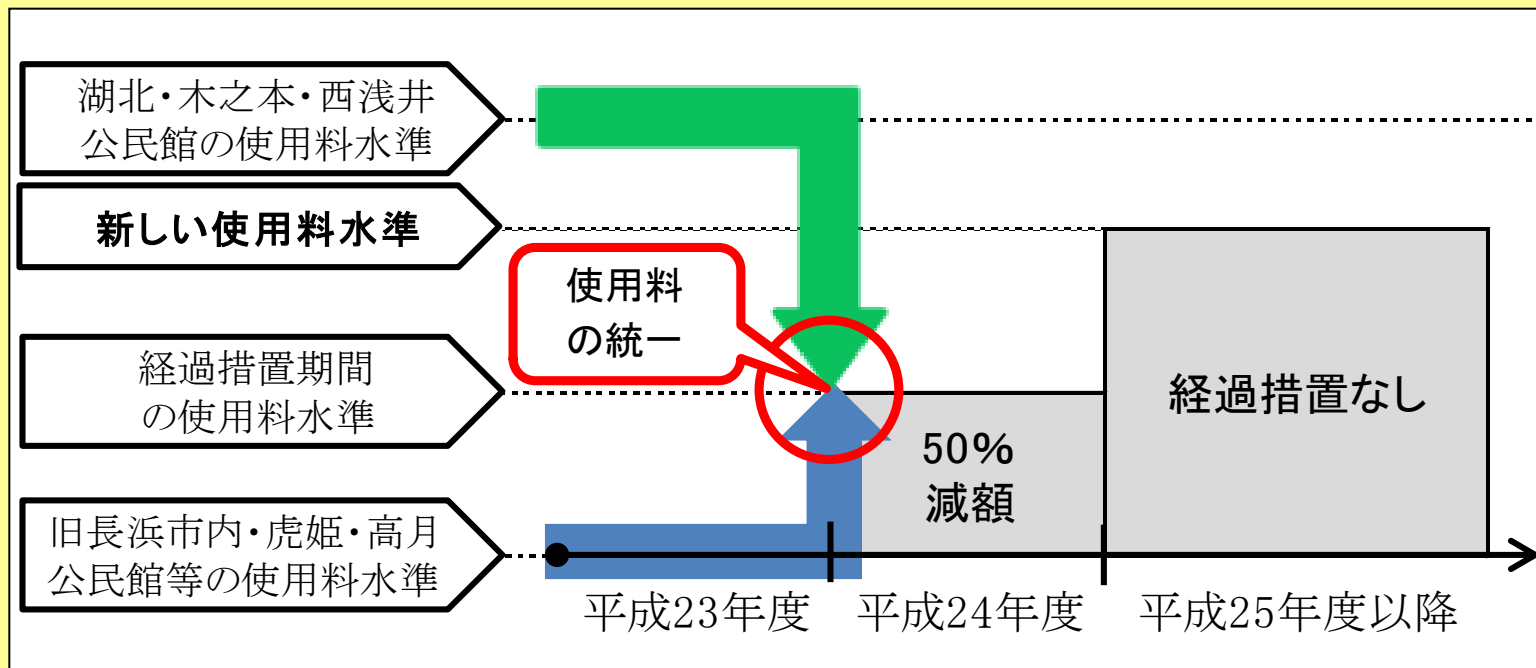 湖北・木之本・西浅井
公民館の使用料水準
新しい使用料水準
使用料
の統一
経過措置期間
の使用料水準
経過措置なし
50%
減額
旧長浜市内・虎姫・高月
公民館等の使用料水準
平成23年度
平成24年度
平成25年度以降